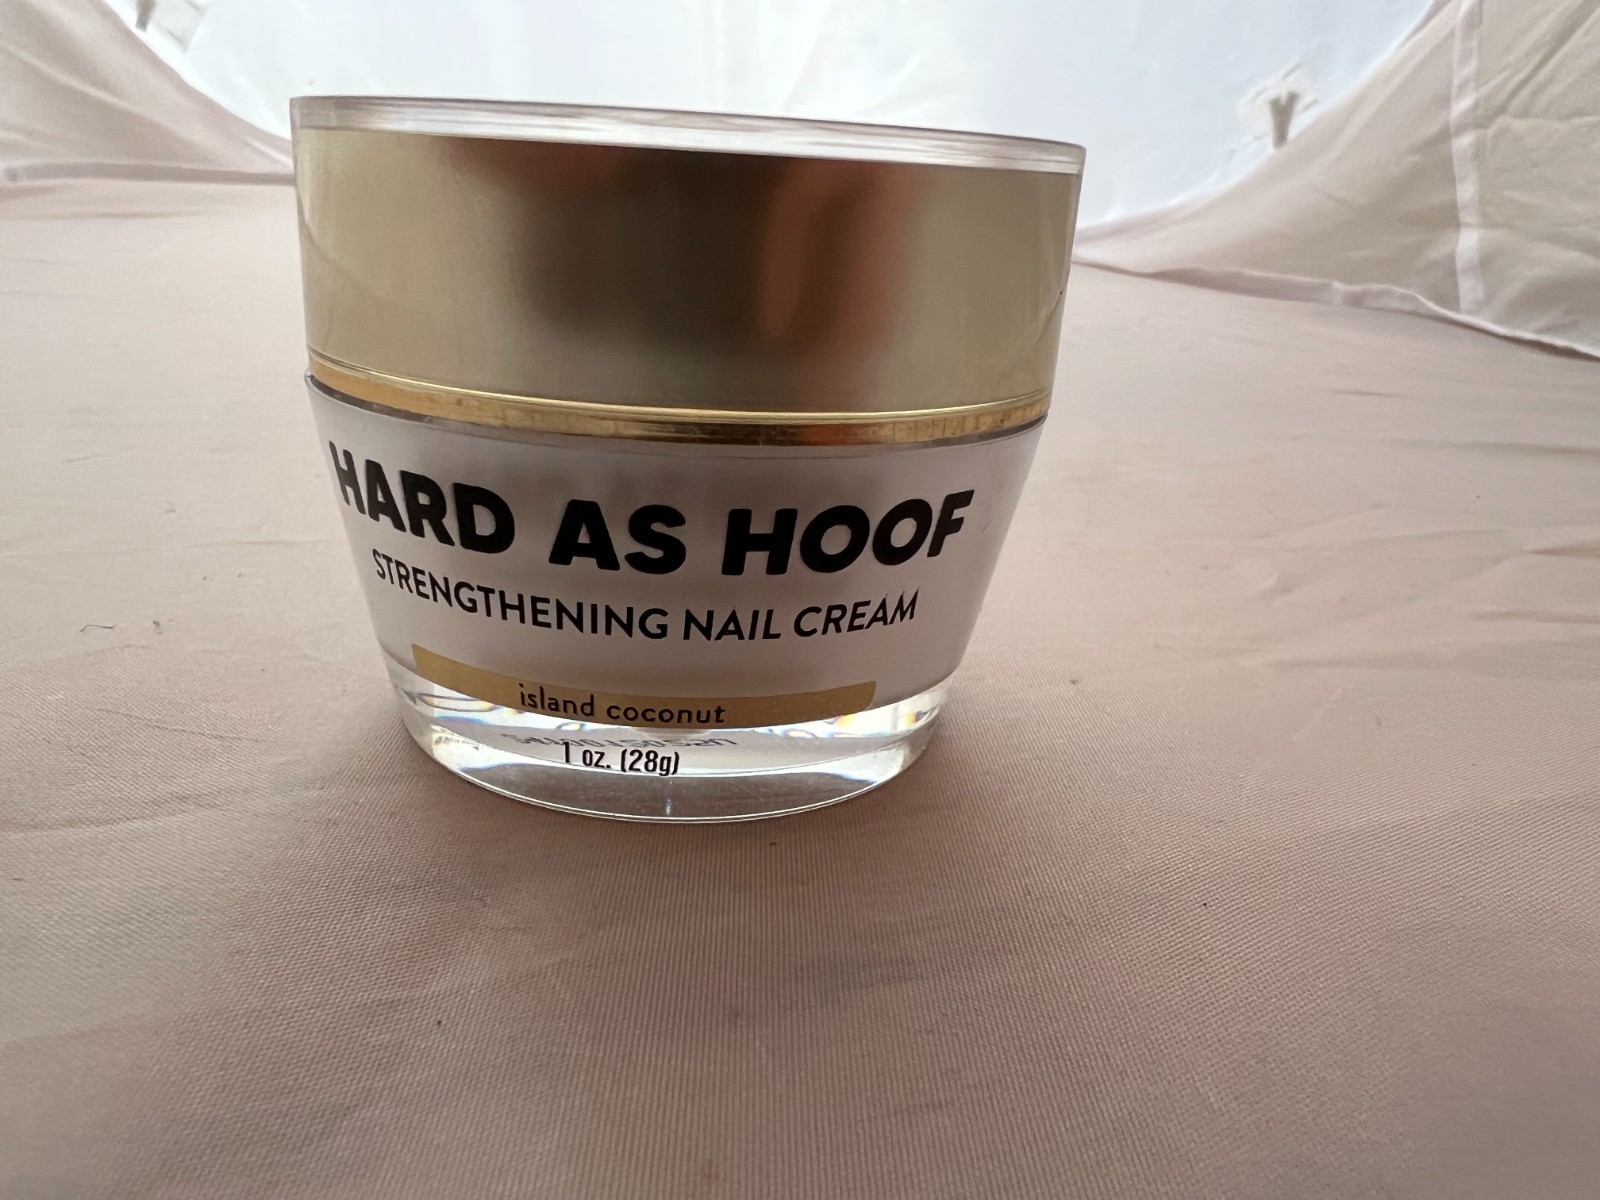 HARD AS HOOF
STRENGTHENING NAIL CREAM
island coconut
1 oz. (28g)